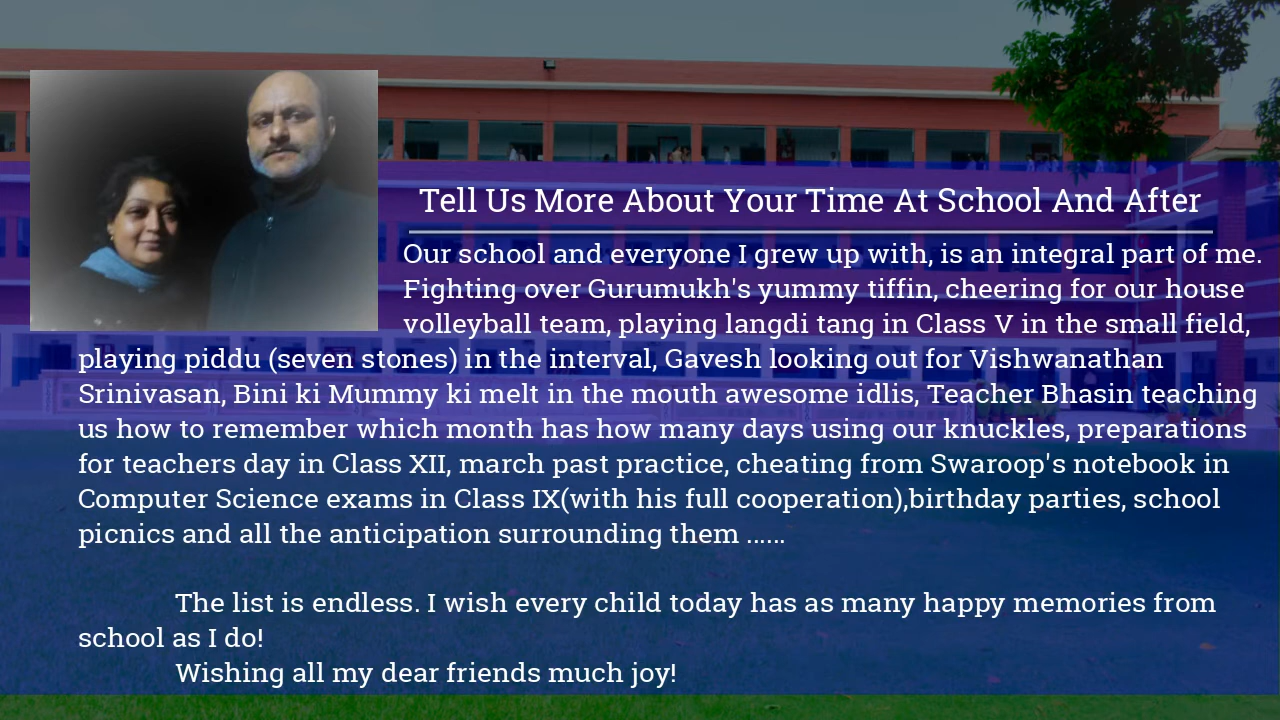 Tell Us More About Your Time At School And After
Our school and everyone I grew up with, is an integral part of me.
Fighting over Gurumukh's yummy tiffin, cheering for our house
volleyball team, playing langdi tang in Class V in the small field,
playing piddu (seven stones) in the interval, Gavesh looking out for Vishwanathan
Srinivasan, Bini ki Mummy ki melt in the mouth awesome idlis, Teacher Bhasin teaching
us how to remember which month has how many days using our knuckles, preparations
for teachers day in Class XII, march past practice, cheating from Swaroop's notebook in
Computer Science exams in Class IX(with his full cooperation),birthday parties, school
picnics and all the anticipation surrounding them ......
The list is endless. I wish every child today has as many happy memories from
school as I do!
Wishing all my dear friends much joy!